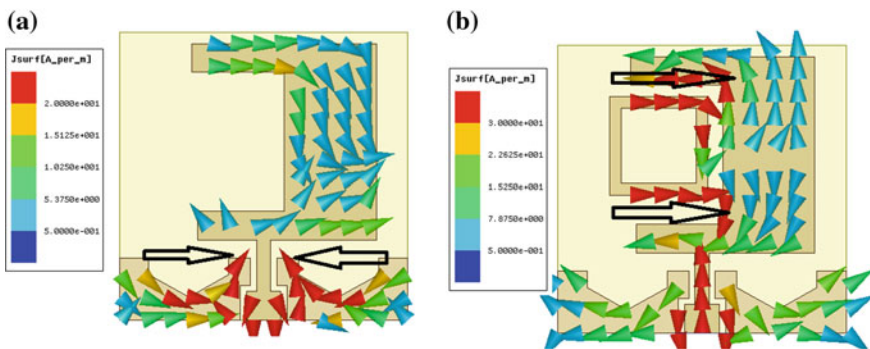 (a)
Jsurf[A_per_m]
2.0000e+001
1.5125e+001
1.0250e+001
5.3750e+000
5.0000e-001
(b)
Jsurf[A_per_m]
3.0000e+001
2.2625e+001
1.5250e+001
7.8750e+000
5.0000e-001